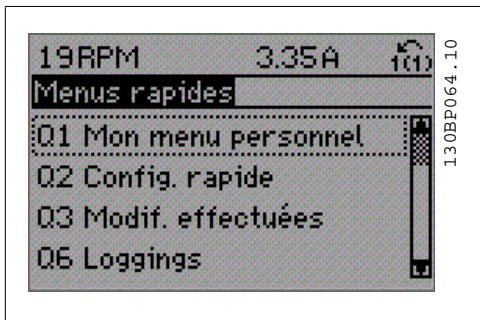 19RPM 3.35A 1(1)
Menus rapides
Q1 Mon menu personnel
Q2 Config. rapide
Q3 Modif. effectuées
Q6 Loggings
130BP064.10